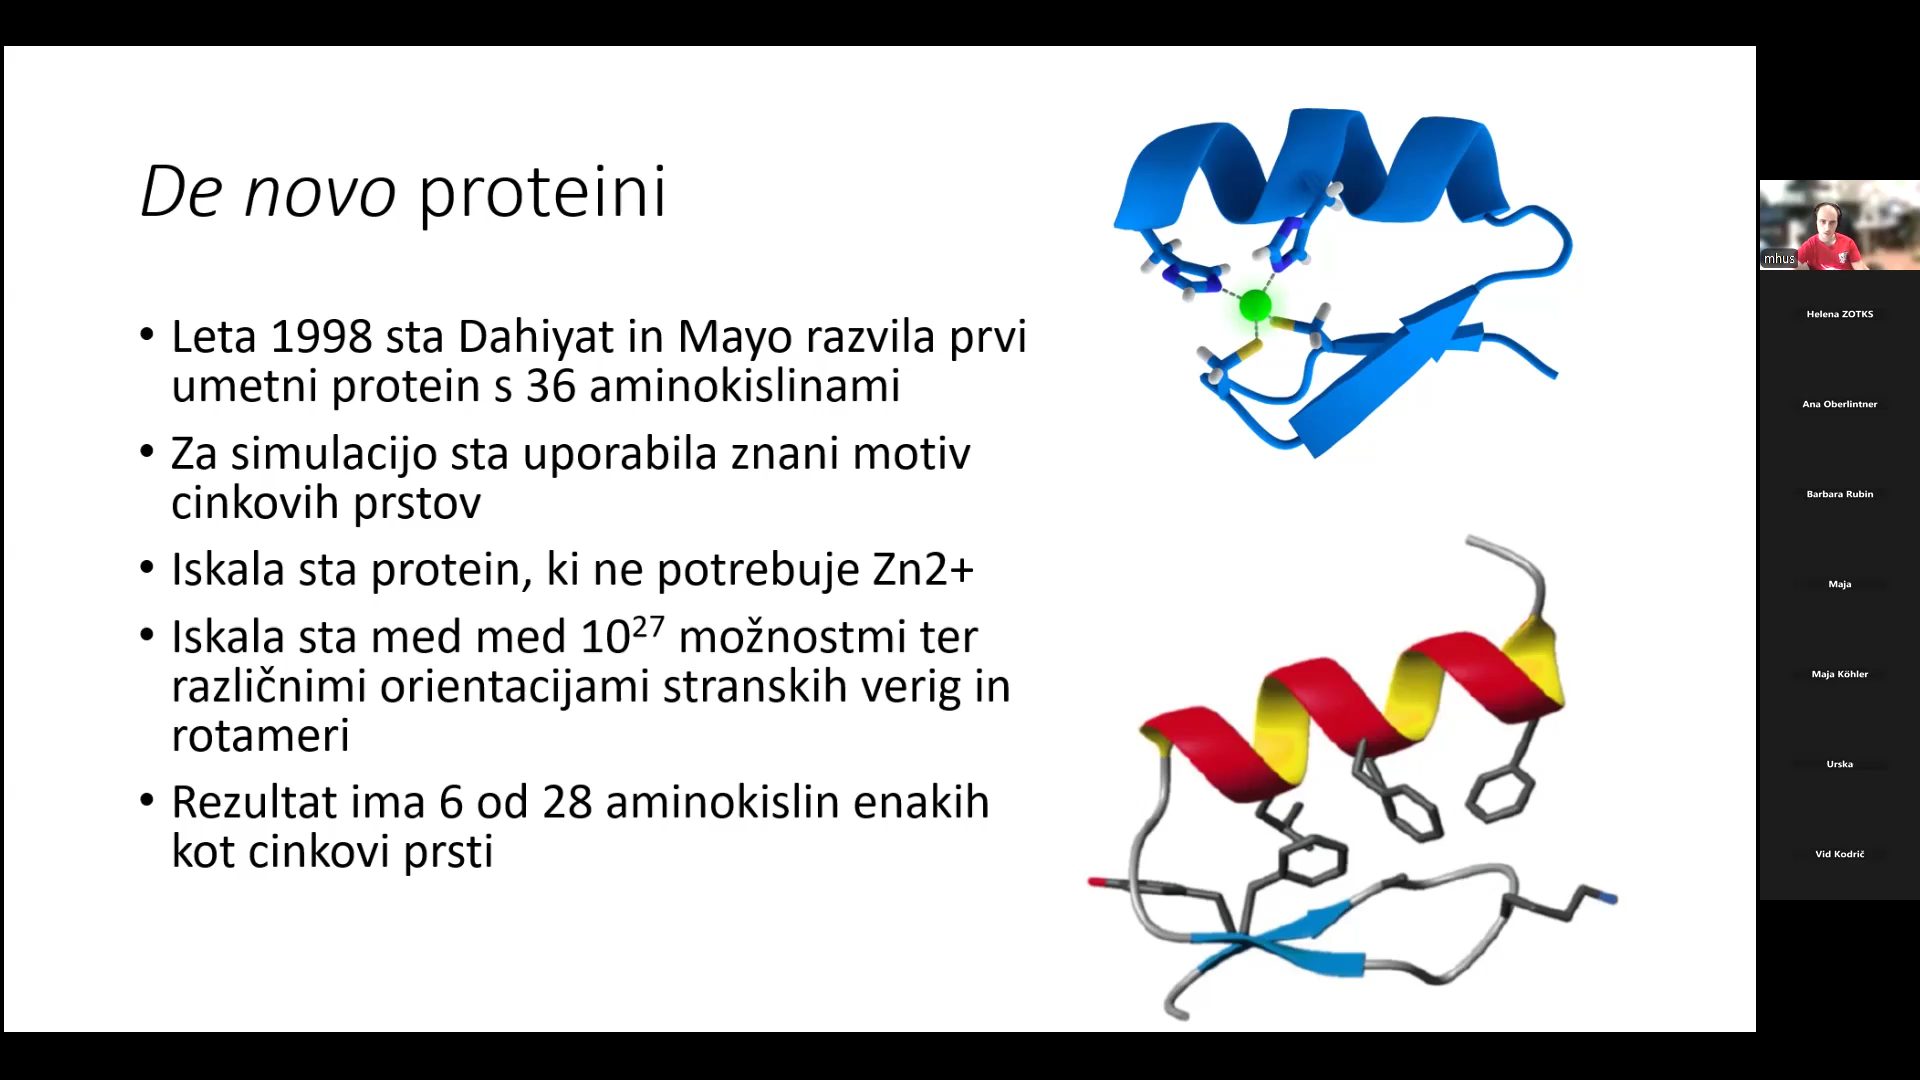 De novo proteini
• Leta 1998 sta Dahiyat in Mayo razvila prvi
umetni protein s 36 aminokislinami
• Za simulacijo sta uporabila znani motiv
cinkovih prstov
• Iskala sta protein, ki ne potrebuje Zn2+
• Iskala sta med med 10²⁷ možnostmi ter
različnimi orientacijami stranskih verig in
rotameri
• Rezultat ima 6 od 28 aminokislin enakih
kot cinkovi prsti
mhus
Helena ZOTKS
Ana Oberlintner
Barbara Rubin
Maja
Maja Köhler
Urska
Vid Kodrič